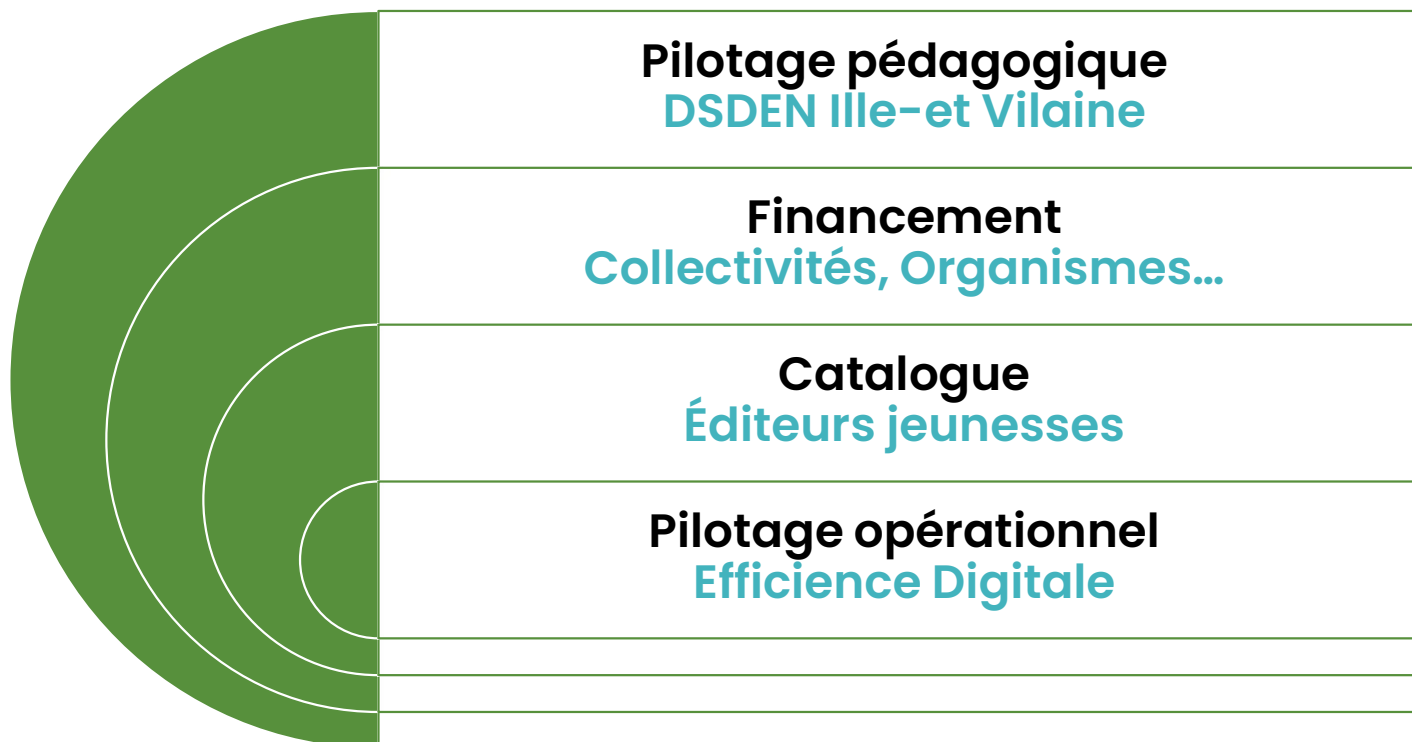 Pilotage pédagogique
DSDEN Ille-et Vilaine
Financement
Collectivités, Organismes…
Catalogue
Éditeurs jeunesses
Pilotage opérationnel
Efficience Digitale